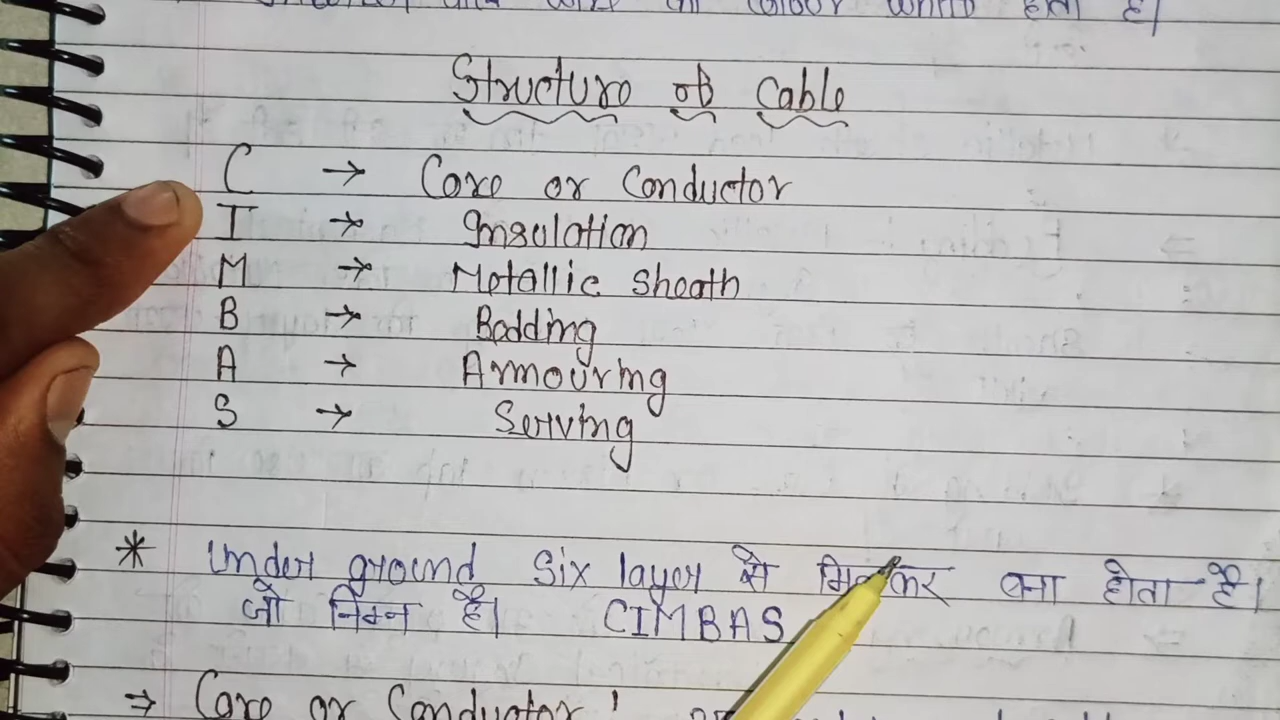 होता है।
Structure of Cable
C → Core or Conductor
I → Insulation
M → Metallic Sheath
B → Bedding
A → Armouring
S → Serving
* Under ground Six layer से मिलकर बना होता है।
जो निम्न है। CIMBAS
→ Core or Conductor